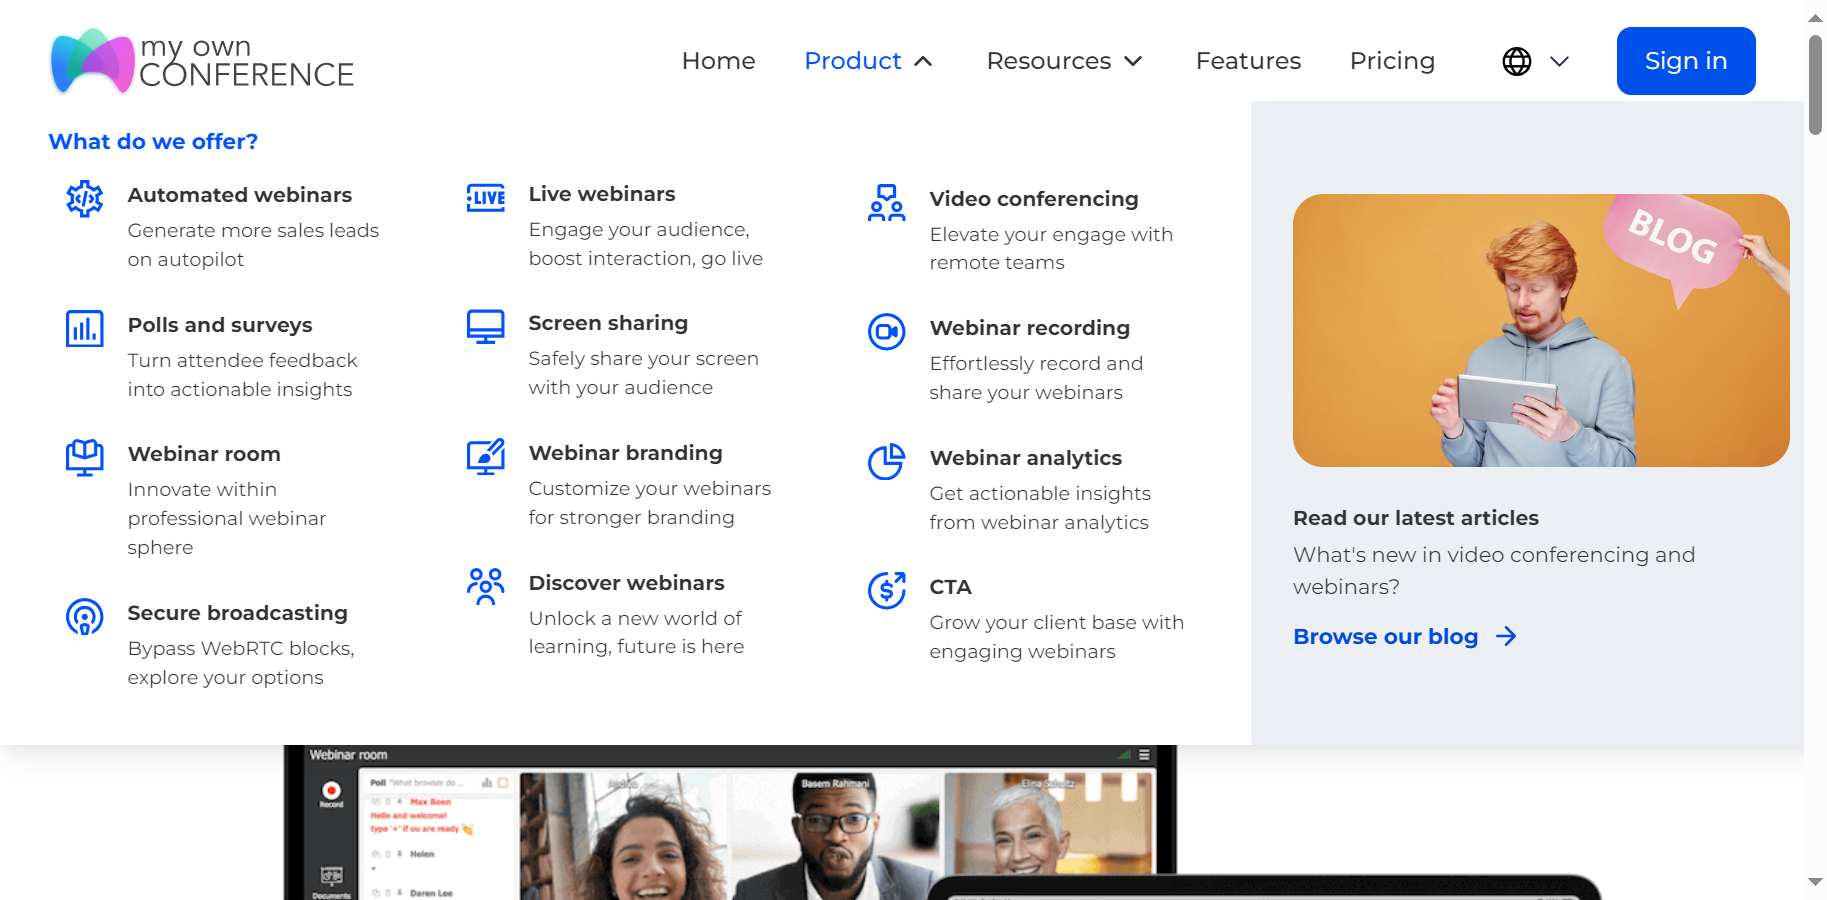 my own
CONFERENCE
Home
Product
Resources
Features
Pricing
Sign in
What do we offer?
Automated webinars
Generate more sales leads
on autopilot
Polls and surveys
Turn attendee feedback
into actionable insights
Webinar room
Innovate within
professional webinar
sphere
Secure broadcasting
Bypass WebRTC blocks,
explore your options
LIVE
Live webinars
Engage your audience,
boost interaction, go live
Screen sharing
Safely share your screen
with your audience
Webinar branding
Customize your webinars
for stronger branding
Discover webinars
Unlock a new world of
learning, future is here
Video conferencing
Elevate your engage with
remote teams
Webinar recording
Effortlessly record and
share your webinars
Webinar analytics
Get actionable insights
from webinar analytics
CTA
Grow your client base with
engaging webinars
BLOG
Read our latest articles
What's new in video conferencing and
webinars?
Browse our blog
Webinar room
Record
Documents
Poll "What browser do ...
Max Been
Hello and welcome!
type '+' if ou are ready
Helen
+
Daren Lee
Basem Rahmani
Elina Schultz